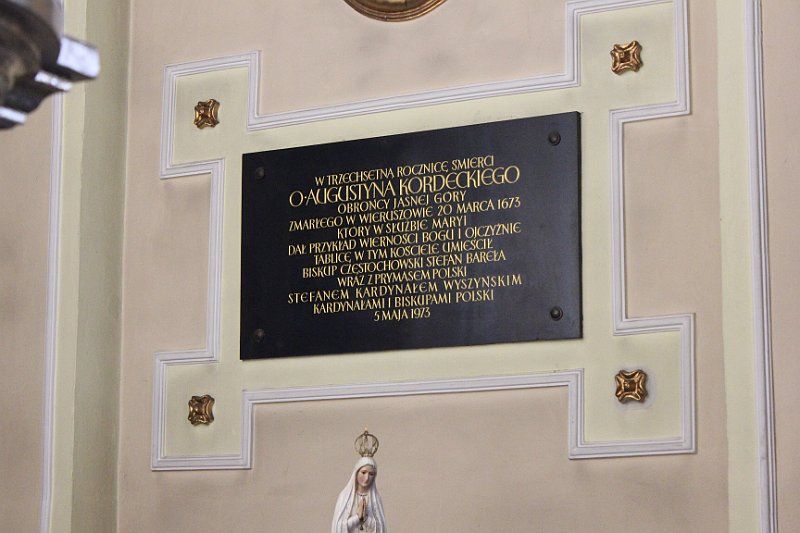 W TRZECHSETNĄ ROCZNICĘ ŚMIERCI
O. AUGUSTYNA KORDECKIEGO
OBROŃCY JASNEJ GÓRY
ZMARŁEGO W WIERUSZOWIE 20 MARCA 1673
KTÓRY W SŁUŻBIE MARYI
DAŁ PRZYKŁAD WIERNOŚCI BOGU I OJCZYŹNIE
TABLICĘ W TYM KOŚCIELE UMIEŚCIŁ
BISKUP CZĘSTOCHOWSKI STEFAN BAREŁA
WRAZ Z PRYMASEM POLSKI
STEFANEM KARDYNAŁEM WYSZYŃSKIM
KARDYNAŁAMI I BISKUPAMI POLSKI
5 MAJA 1973